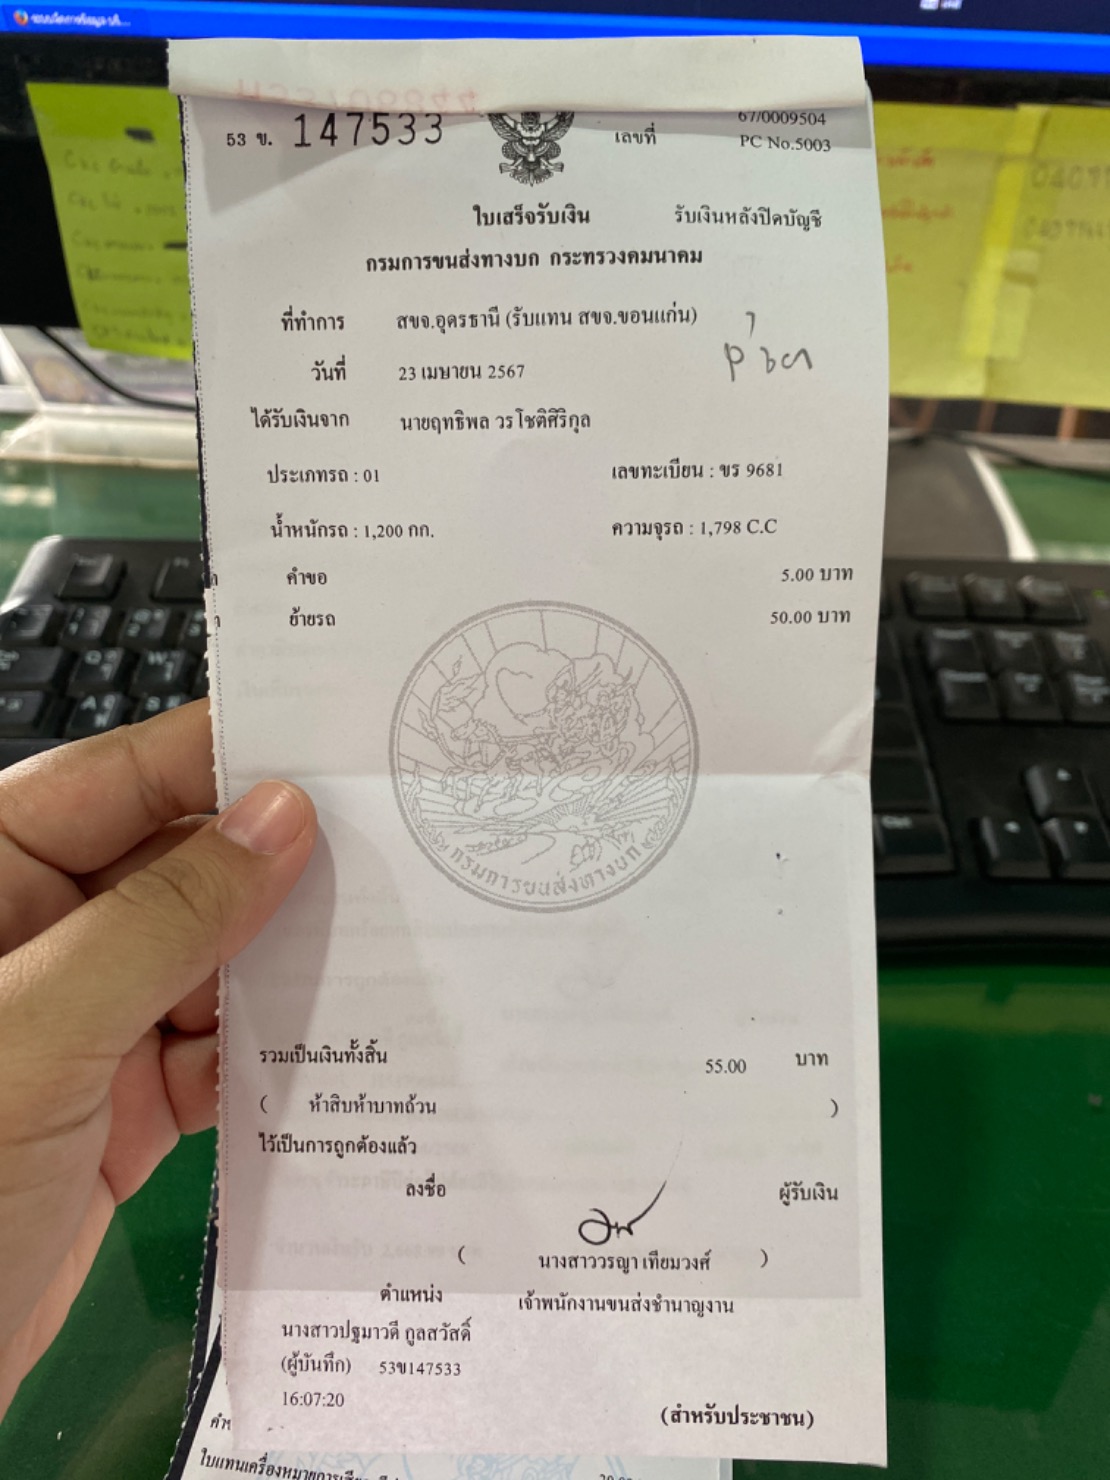 53 ข. 147533
เลขที่ 67/0009504
PC No.5003
ใบเสร็จรับเงิน รับเงินหลังปิดบัญชี
กรมการขนส่งทางบก กระทรวงคมนาคม
ที่ทำการ สขจ.อุดรธานี (รับแทน สขจ.ขอนแก่น)
วันที่ 23 เมษายน 2567
ได้รับเงินจาก นายฤทธิพล วรโชติศิริกุล
ประเภทรถ : 01 เลขทะเบียน : ขร 9681
น้ำหนักรถ : 1,200 กก. ความจุรถ : 1,798 C.C
คำขอ 5.00 บาท
ย้ายรถ 50.00 บาท
กรมการขนส่งทางบก
รวมเป็นเงินทั้งสิ้น 55.00 บาท
( ห้าสิบห้าบาทถ้วน )
ไว้เป็นการถูกต้องแล้ว
ลงชื่อ ผู้รับเงิน
( นางสาววรญา เทียมวงศ์ )
ตำแหน่ง เจ้าพนักงานขนส่งชำนาญงาน
นางสาวปฐมาวดี กูลสวัสดิ์
(ผู้บันทึก) 53ข147533
16:07:20
(สำหรับประชาชน)